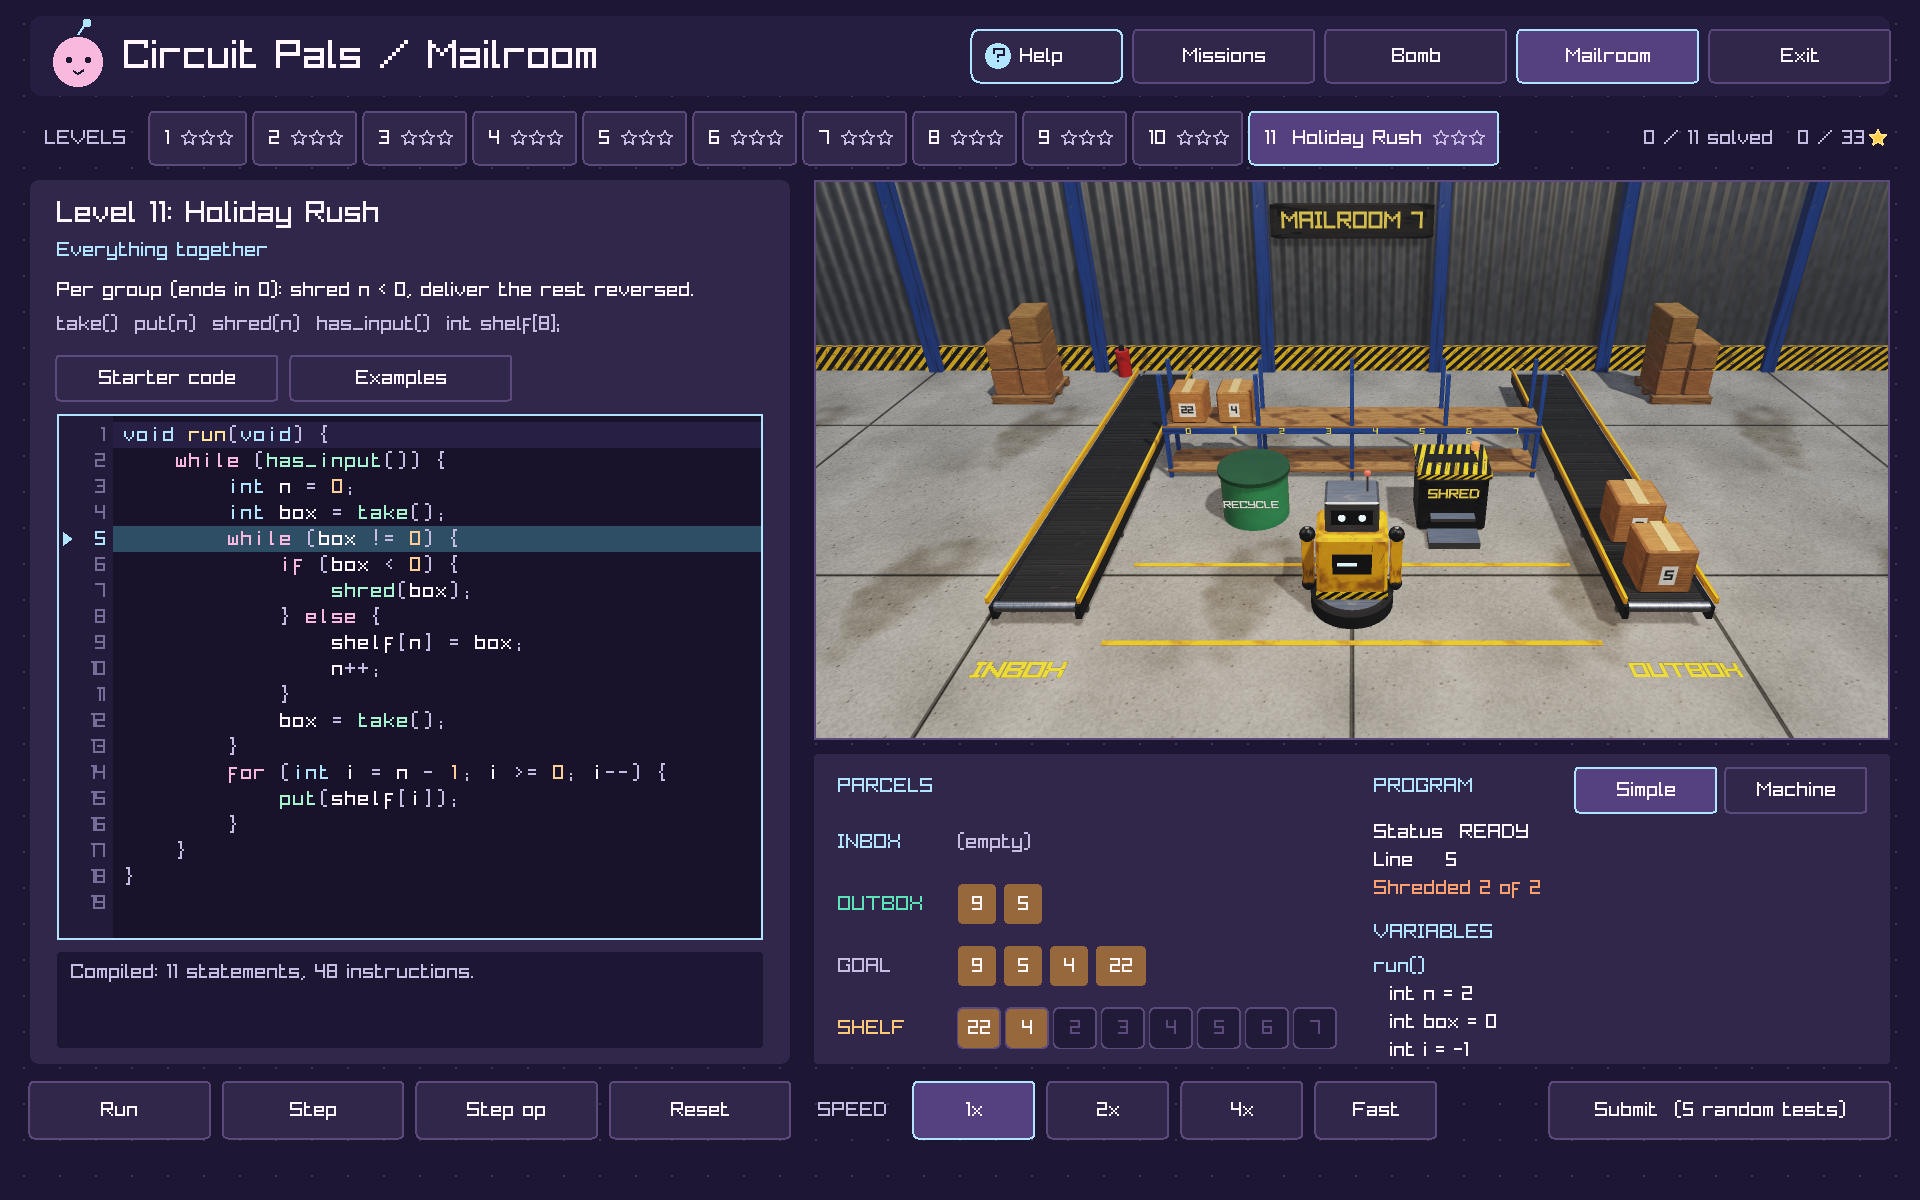 Circuit Pals / Mailroom
? Help
Missions
Bomb
Mailroom
Exit
LEVELS
1
2
3
4
5
6
7
8
9
10
11 Holiday Rush
0 / 11 solved 0 / 33
Level 11: Holiday Rush
Everything together
Per group (ends in 0): shred n < 0, deliver the rest reversed.
take() put(n) shred(n) has_input() int shelf[8];
Starter code
Examples
1 void run(void) {
2 while (has_input()) {
3 int n = 0;
4 int box = take();
5 while (box != 0) {
6 if (box < 0) {
7 shred(box);
8 } else {
9 shelf[n] = box;
10 n++;
11 }
12 box = take();
13 }
14 for (int i = n - 1; i >= 0; i--) {
15 put(shelf[i]);
16 }
17 }
18 }
19
Compiled: 11 statements, 48 instructions.
MAILROOM 7
22 4
0 1 2 3 4 5 6 7
RECYCLE
SHRED
5
INBOX
OUTBOX
PARCELS
INBOX (empty)
OUTBOX 9 5
GOAL 9 5 4 22
SHELF 22 4 2 3 4 5 6 7
PROGRAM
Simple
Machine
Status READY
Line 5
Shredded 2 of 2
VARIABLES
run()
int n = 2
int box = 0
int i = -1
Run
Step
Step op
Reset
SPEED
1x
2x
4x
Fast
Submit (5 random tests)